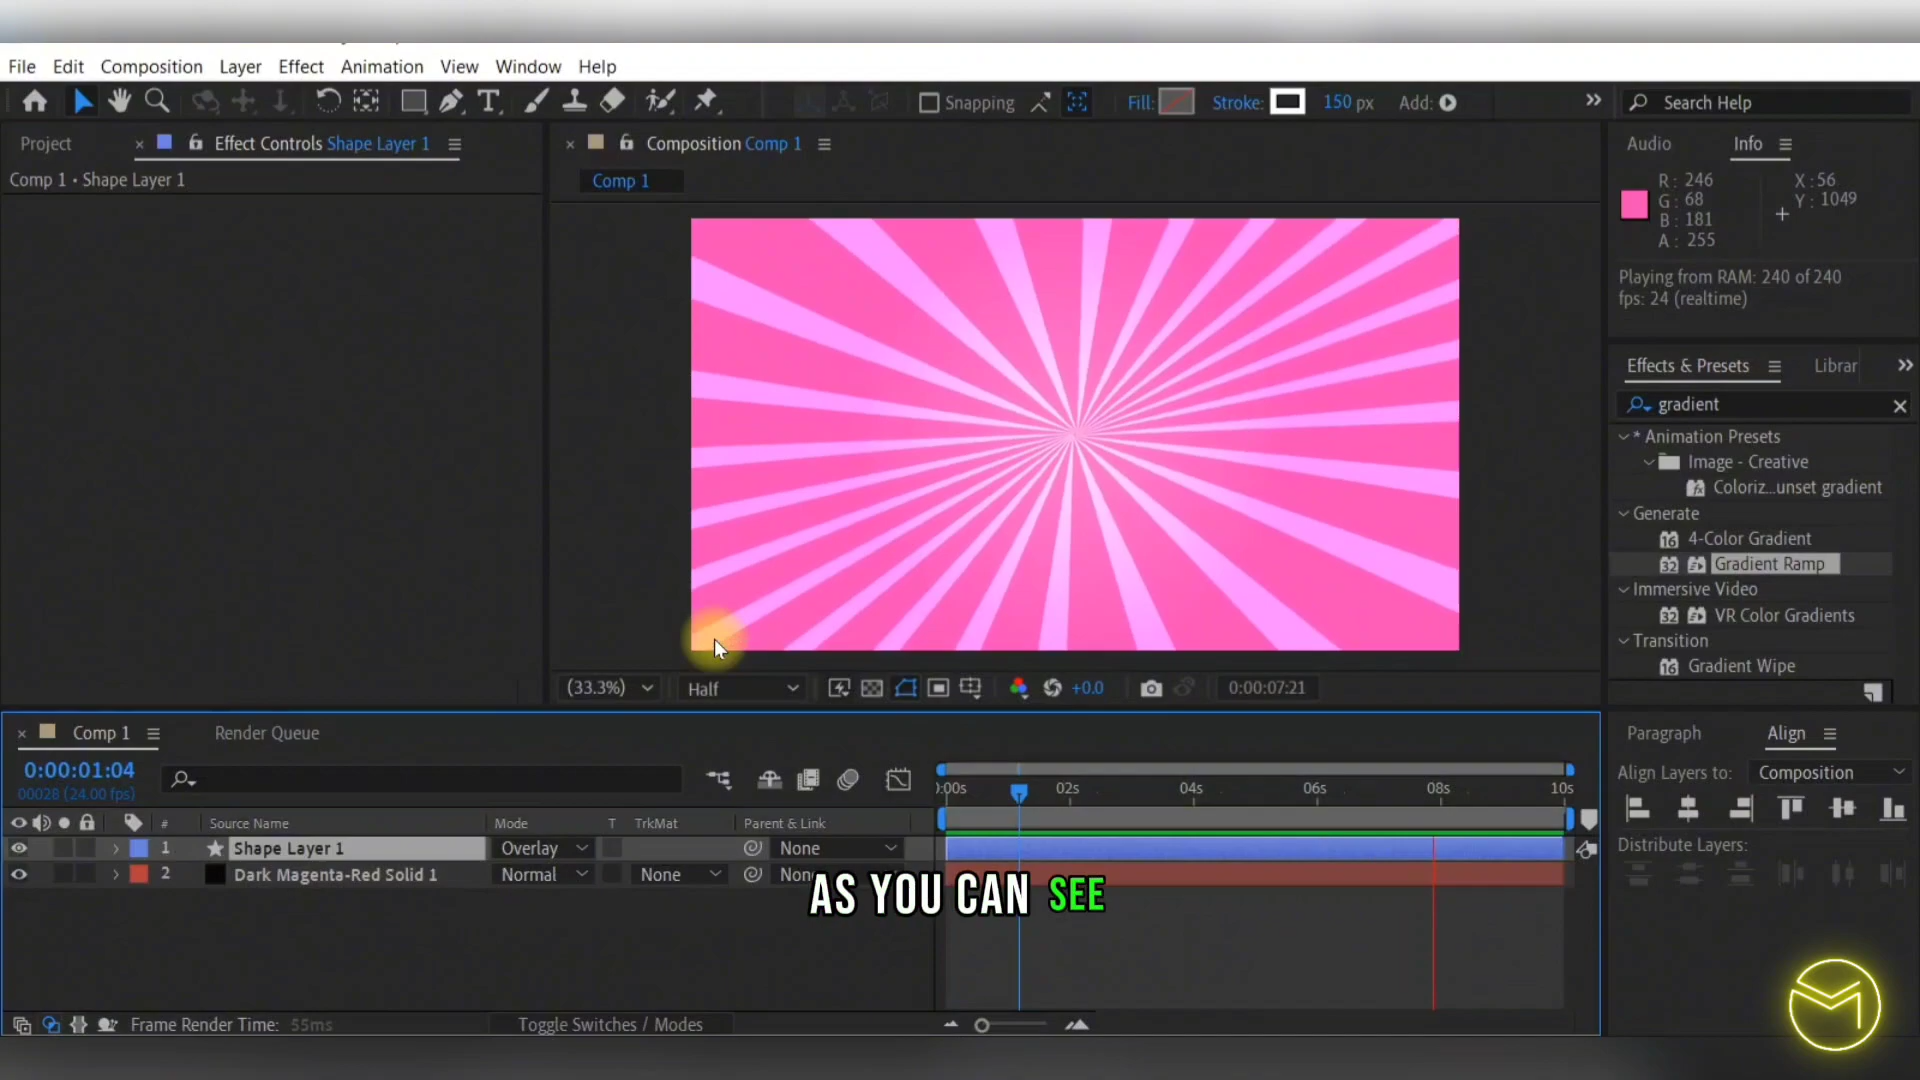 File Edit Composition Layer Effect Animation View Window Help
Snapping Fill: Stroke: 150 px Add: Search Help
Project Effect Controls Shape Layer 1 Composition Comp 1 Audio Info
Comp 1 • Shape Layer 1 Comp 1
R: 246 X: 56
G: 68 Y: 1049
B: 181
A: 255
Playing from RAM: 240 of 240
fps: 24 (realtime)
Effects & Presets Librar
gradient
* Animation Presets
Image - Creative
Coloriz...unset gradient
Generate
16 4-Color Gradient
32 Gradient Ramp
Immersive Video
32 VR Color Gradients
Transition
16 Gradient Wipe
(33.3%) Half +0.0 0:00:07:21
Comp 1 Render Queue Paragraph Align
0:00:01:04
00028 (24.00 fps)
Align Layers to: Composition
:00s 02s 04s 06s 08s 10s
# Source Name Mode T TrkMat Parent & Link
1 Shape Layer 1 Overlay None
2 Dark Magenta-Red Solid 1 Normal None
Distribute Layers:
AS YOU CAN SEE
Frame Render Time: 55ms Toggle Switches / Modes